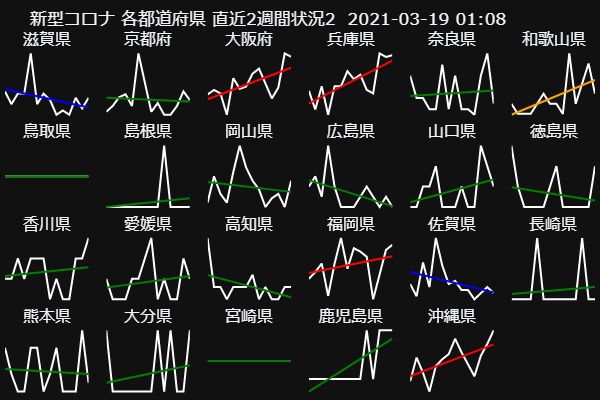 新型コロナ 各都道府県 直近2週間状況2 2021-03-19 01:08
滋賀県 京都府 大阪府 兵庫県 奈良県 和歌山県
鳥取県 島根県 岡山県 広島県 山口県 徳島県
香川県 愛媛県 高知県 福岡県 佐賀県 長崎県
熊本県 大分県 宮崎県 鹿児島県 沖縄県